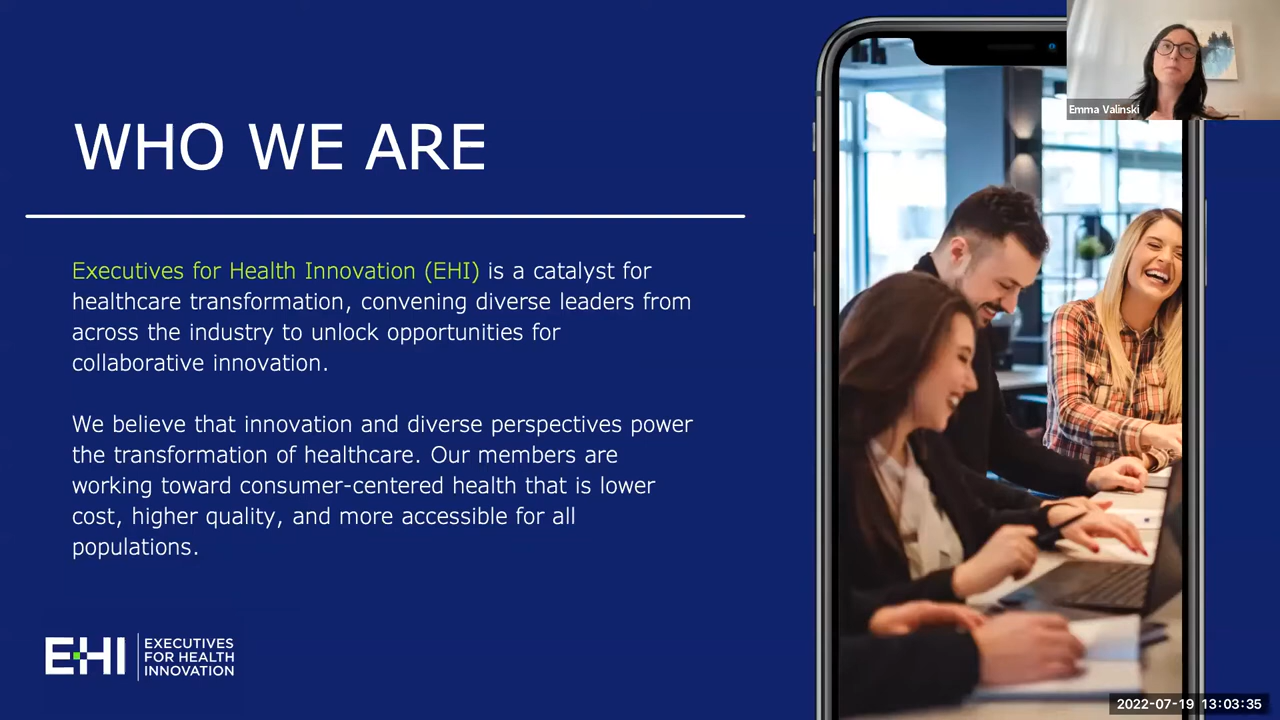 WHO WE ARE
Executives for Health Innovation (EHI) is a catalyst for
healthcare transformation, convening diverse leaders from
across the industry to unlock opportunities for
collaborative innovation.
We believe that innovation and diverse perspectives power
the transformation of healthcare. Our members are
working toward consumer-centered health that is lower
cost, higher quality, and more accessible for all
populations.
EHI
EXECUTIVES
FOR HEALTH
INNOVATION
Emma Valinski
2022-07-19 13:03:35